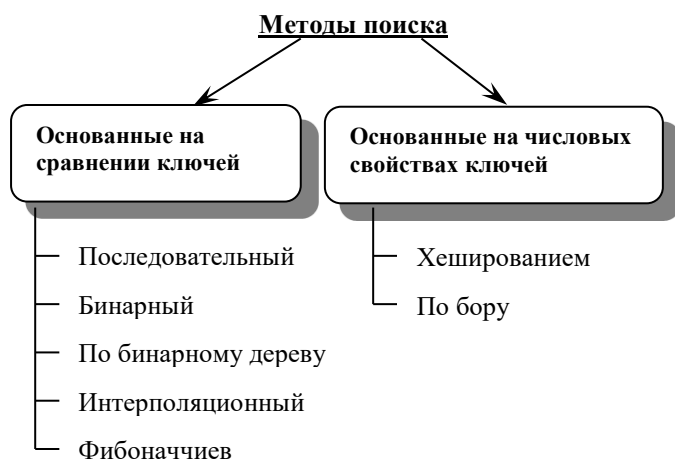 Методы поиска
Основанные на
сравнении ключей
Последовательный
Бинарный
По бинарному дереву
Интерполяционный
Фибоначчиев
Основанные на числовых
свойствах ключей
Хешированием
По бору